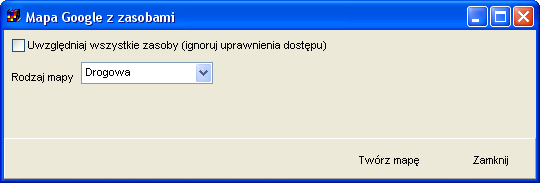 Mapa Google z zasobami
Uwzględniaj wszystkie zasoby (ignoruj uprawnienia dostępu)
Rodzaj mapy Drogowa
Twórz mapę Zamknij